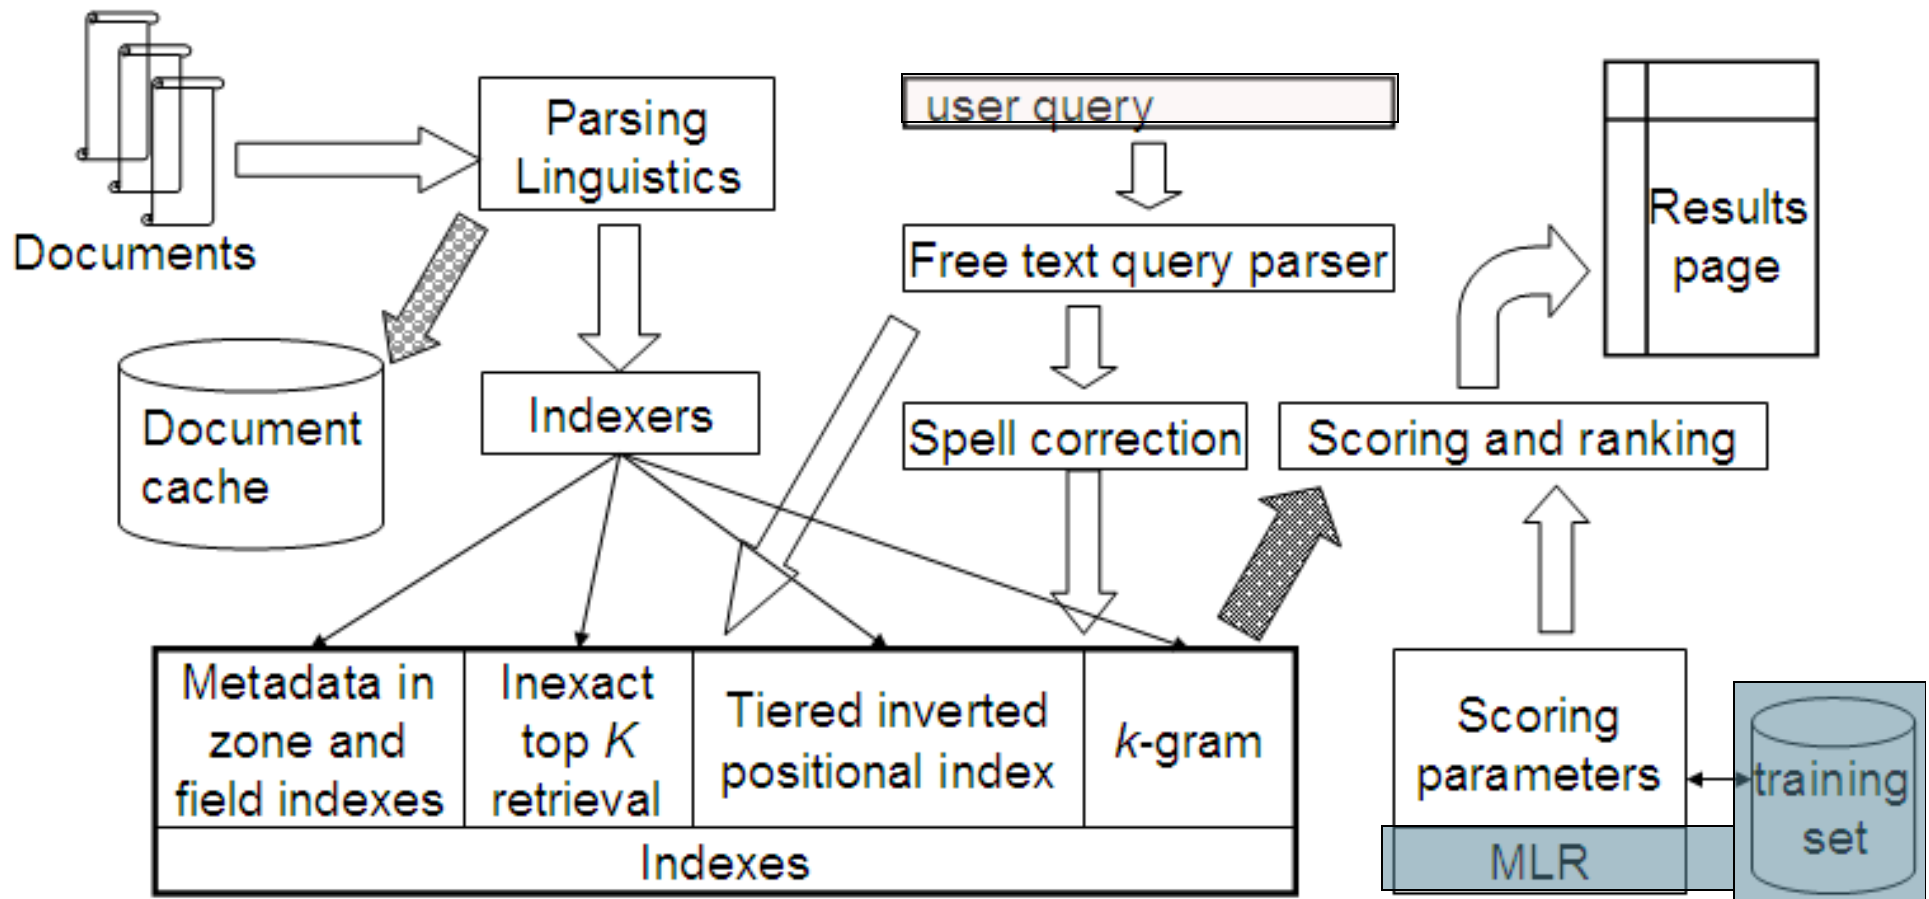 Documents
Parsing
Linguistics
user query
Free text query parser
Results
page
Document
cache
Indexers
Spell correction
Scoring and ranking
Metadata in
zone and
field indexes
Inexact
top K
retrieval
Tiered inverted
positional index
k-gram
Indexes
Scoring
parameters
MLR
training
set